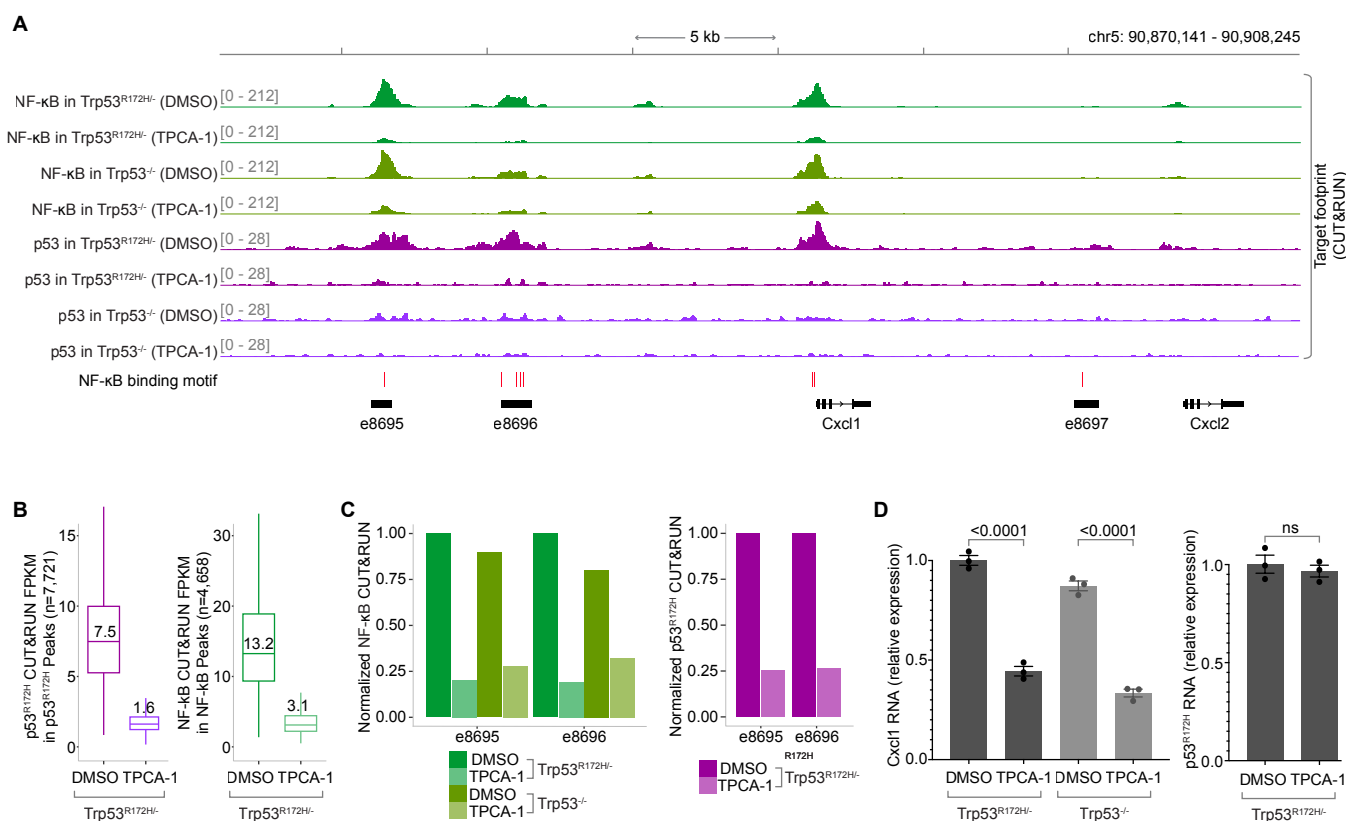 A
5 kb
chr5: 90,870,141 - 90,908,245
NF-κB in Trp53R172H/- (DMSO) [0 - 212]
NF-κB in Trp53R172H/- (TPCA-1) [0 - 212]
NF-κB in Trp53-/- (DMSO) [0 - 212]
NF-κB in Trp53-/- (TPCA-1) [0 - 212]
p53 in Trp53R172H/- (DMSO) [0 - 28]
p53 in Trp53R172H/- (TPCA-1) [0 - 28]
p53 in Trp53-/- (DMSO) [0 - 28]
p53 in Trp53-/- (TPCA-1) [0 - 28]
Target footprint
(CUT&RUN)
NF-κB binding motif
e8695 e8696 Cxcl1 e8697 Cxcl2
B
p53R172H CUT&RUN FPKM
in p53R172H Peaks (n=7,721)
15
10
5
0
7.5
1.6
DMSO TPCA-1
Trp53R172H/-
NF-κB CUT&RUN FPKM
in NF-κB Peaks (n=4,658)
30
20
10
0
13.2
3.1
DMSO TPCA-1
Trp53R172H/-
C
Normalized NF-κB CUT&RUN
1.00
0.75
0.50
0.25
0.00
e8695 e8696
DMSO
TPCA-1
Trp53R172H/-
DMSO
TPCA-1
Trp53-/-
Normalized p53R172H CUT&RUN
1.00
0.75
0.50
0.25
0.00
e8695 e8696
R172H
DMSO
TPCA-1
Trp53R172H/-
D
Cxcl1 RNA (relative expression)
1.0
0.5
0.0
<0.0001 <0.0001
DMSO TPCA-1 DMSO TPCA-1
Trp53R172H/- Trp53-/-
p53R172H RNA (relative expression)
1.0
0.5
0.0
ns
DMSO TPCA-1
Trp53R172H/-